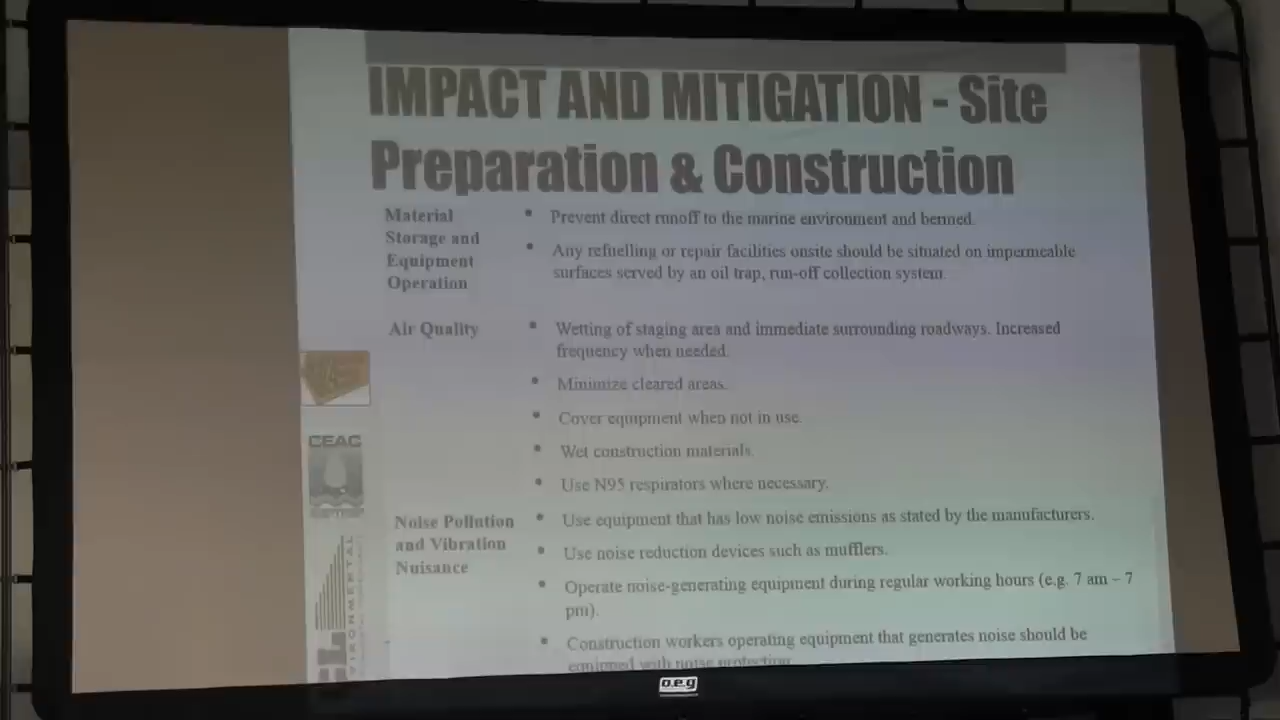 IMPACT AND MITIGATION - Site
Preparation & Construction
Material
Storage and
Equipment
Operation
• Prevent direct runoff to the marine environment and bermed.
• Any refuelling or repair facilities onsite should be situated on impermeable
surfaces served by an oil trap, run-off collection system.
Air Quality
• Wetting of staging area and immediate surrounding roadways. Increased
frequency when needed.
• Minimize cleared areas.
• Cover equipment when not in use.
• Wet construction materials.
• Use N95 respirators where necessary.
Noise Pollution
and Vibration
Nuisance
• Use equipment that has low noise emissions as stated by the manufacturers.
• Use noise reduction devices such as mufflers.
• Operate noise-generating equipment during regular working hours (e.g. 7 am – 7
pm).
• Construction workers operating equipment that generates noise should be
equipped with noise protection
CEAC
o.e.g